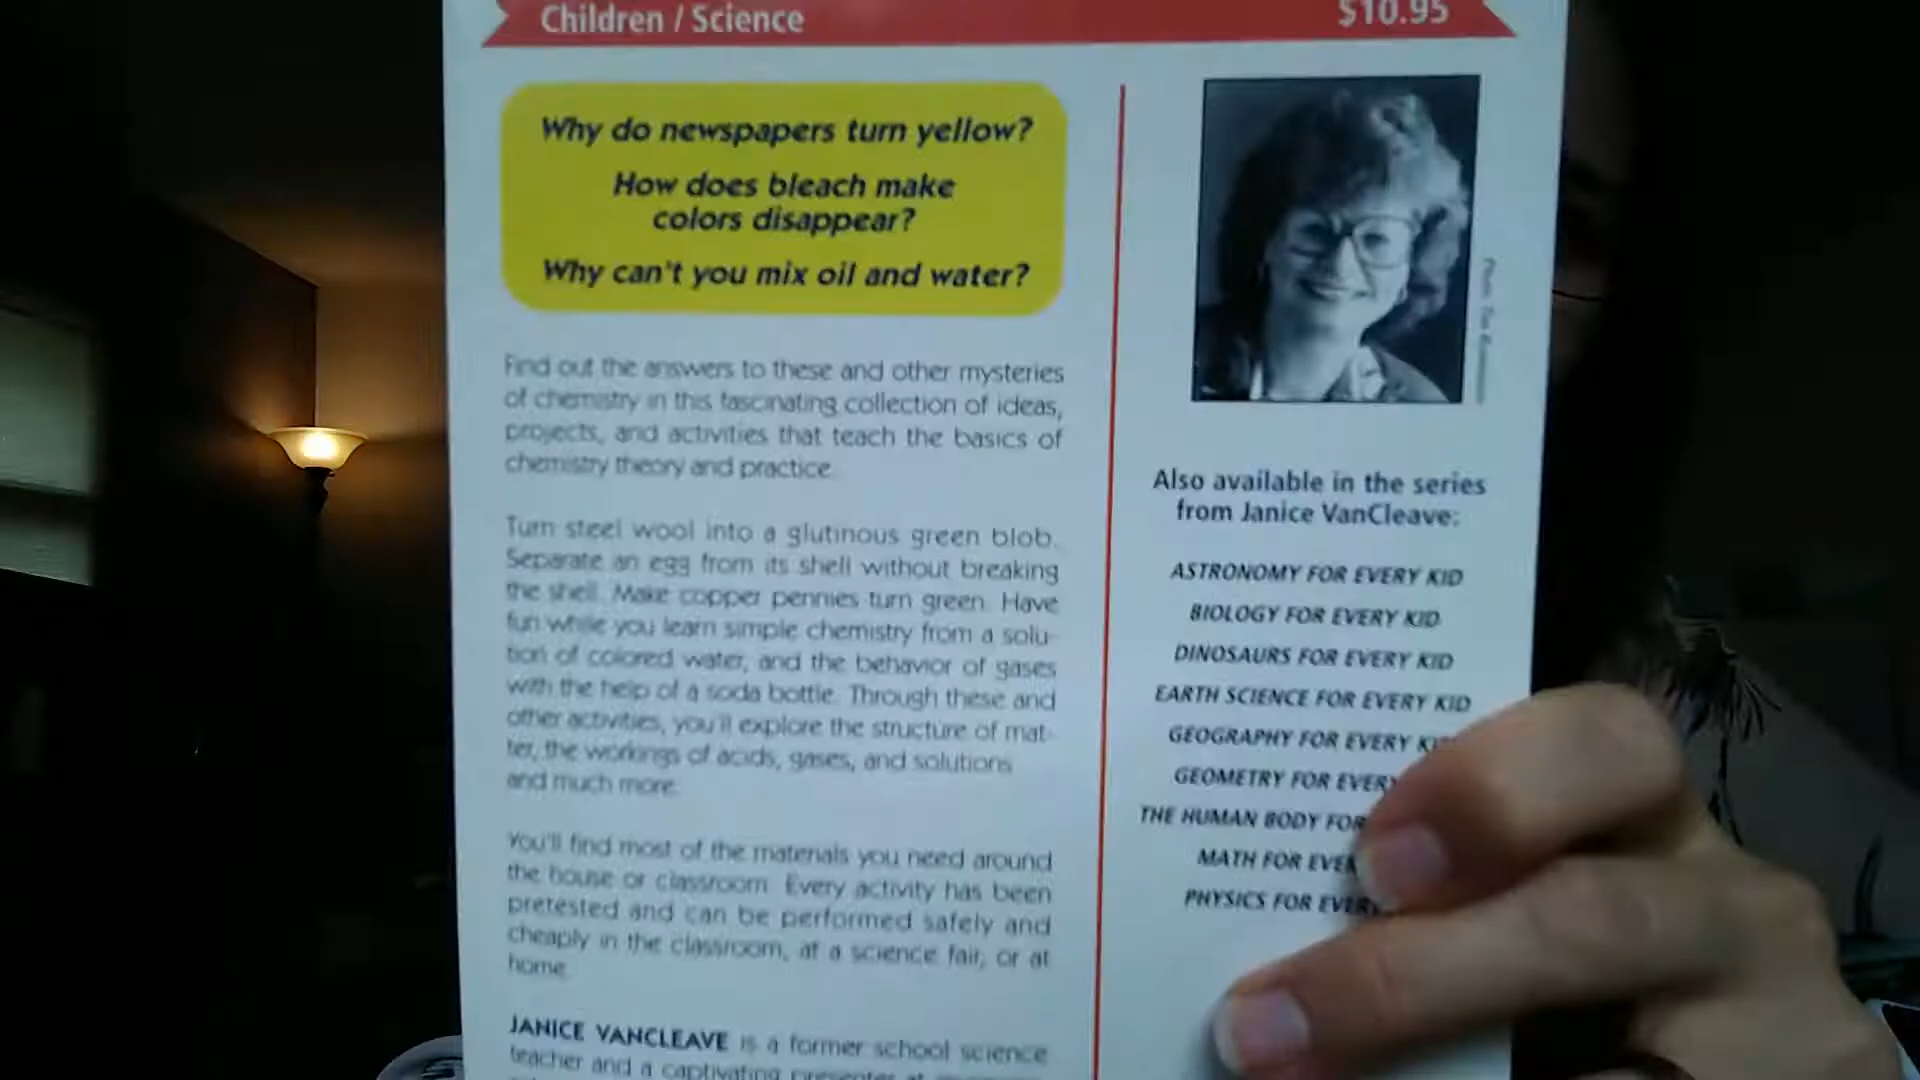 Children / Science
$10.95
Why do newspapers turn yellow?
How does bleach make
colors disappear?
Why can't you mix oil and water?
Find out the answers to these and other mysteries
of chemistry in this fascinating collection of ideas,
projects, and activities that teach the basics of
chemistry theory and practice.
Turn steel wool into a glutinous green blob.
Separate an egg from its shell without breaking
the shell. Make copper pennies turn green. Have
fun while you learn simple chemistry from a solu-
tion of colored water, and the behavior of gases
with the help of a soda bottle. Through these and
other activities, you'll explore the structure of mat-
ter, the workings of acids, gases, and solutions
and much more.
You'll find most of the materials you need around
the house or classroom. Every activity has been
pretested and can be performed safely and
cheaply in the classroom, at a science fair, or at
home.
JANICE VANCLEAVE is a former school science
teacher and a captivating presenter at
Photo:
Also available in the series
from Janice VanCleave:
ASTRONOMY FOR EVERY KID
BIOLOGY FOR EVERY KID
DINOSAURS FOR EVERY KID
EARTH SCIENCE FOR EVERY KID
GEOGRAPHY FOR EVERY KI
GEOMETRY FOR EVERY
THE HUMAN BODY FOR
MATH FOR EVER
PHYSICS FOR EVERY